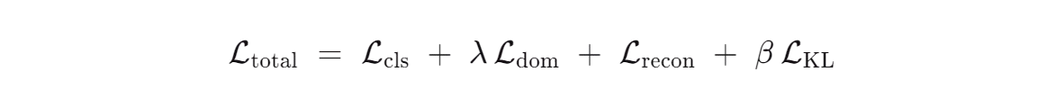 ℒ_total = ℒ_cls + λ ℒ_dom + ℒ_recon + β ℒ_KL